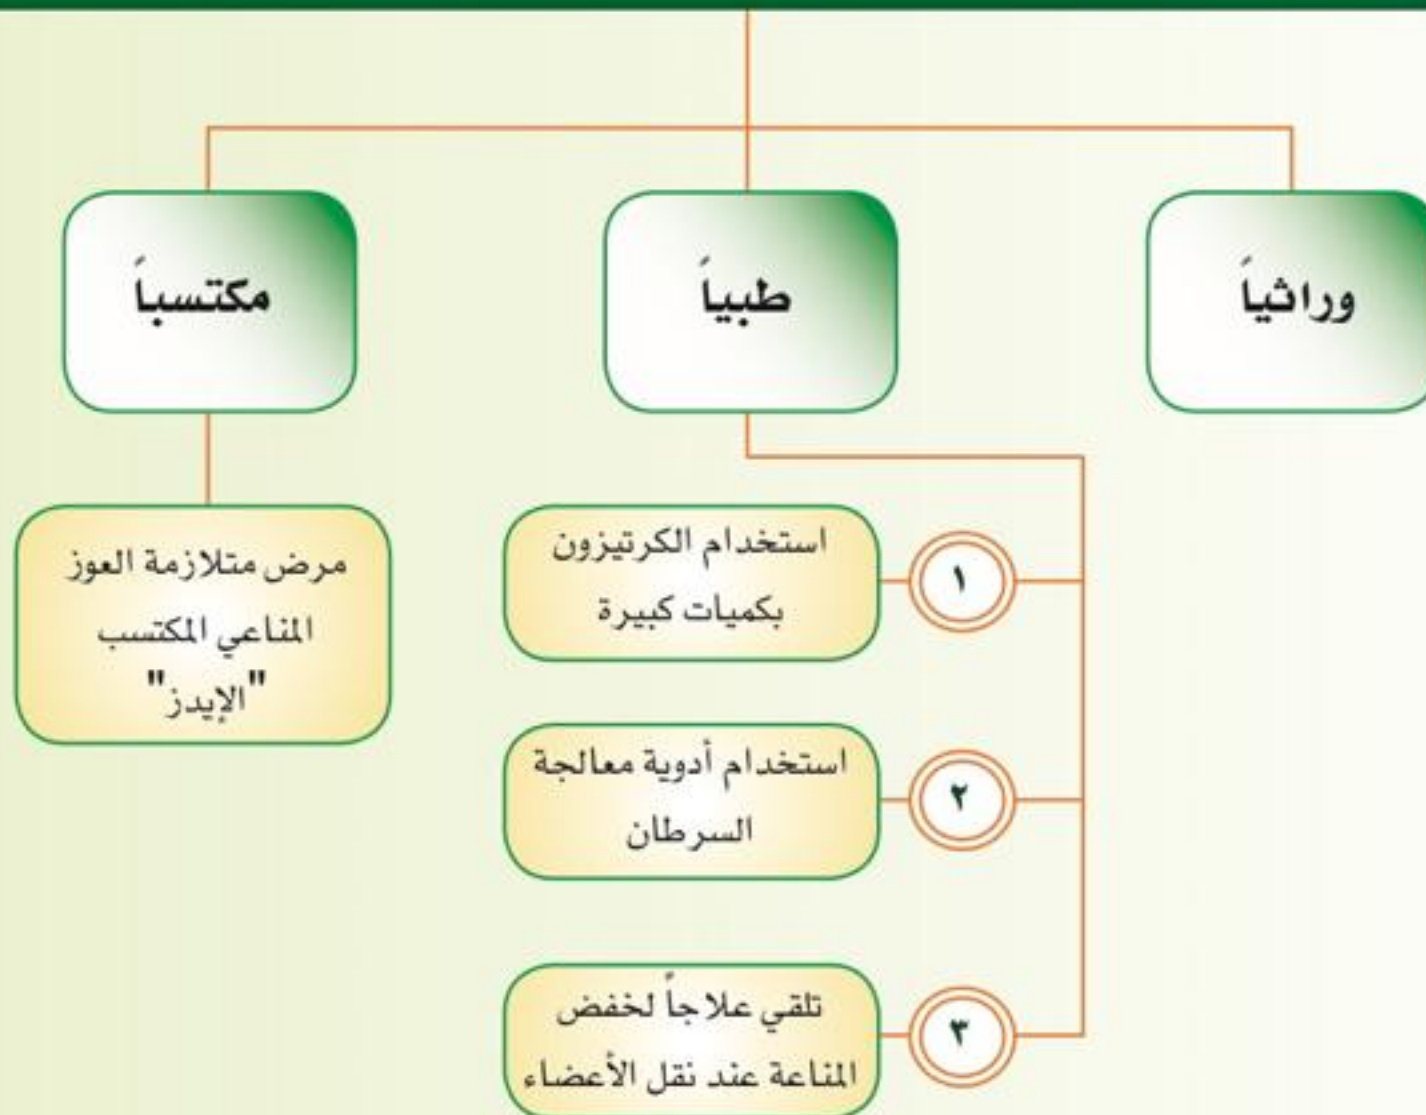 وراثياً
طبياً
مكتسباً
١
استخدام الكرتيزون
بكميات كبيرة
٢
استخدام أدوية معالجة
السرطان
٣
تلقي علاجاً لخفض
المناعة عند نقل الأعضاء
مرض متلازمة العوز
المناعي المكتسب
"الإيدز"